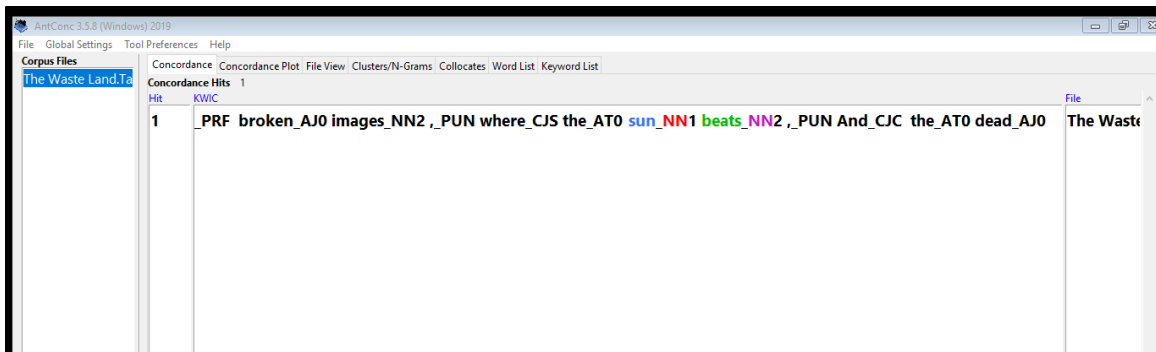 AntConc 3.5.8 (Windows) 2019
File Global Settings Tool Preferences Help
Corpus Files
Concordance Concordance Plot File View Clusters/N-Grams Collocates Word List Keyword List
The Waste Land.Ta
Concordance Hits 1
Hit KWIC File
1 _PRF broken_AJ0 images_NN2 ,_PUN where_CJS the_AT0 sun_NN1 beats_NN2 ,_PUN And_CJC the_AT0 dead_AJ0 The Waste